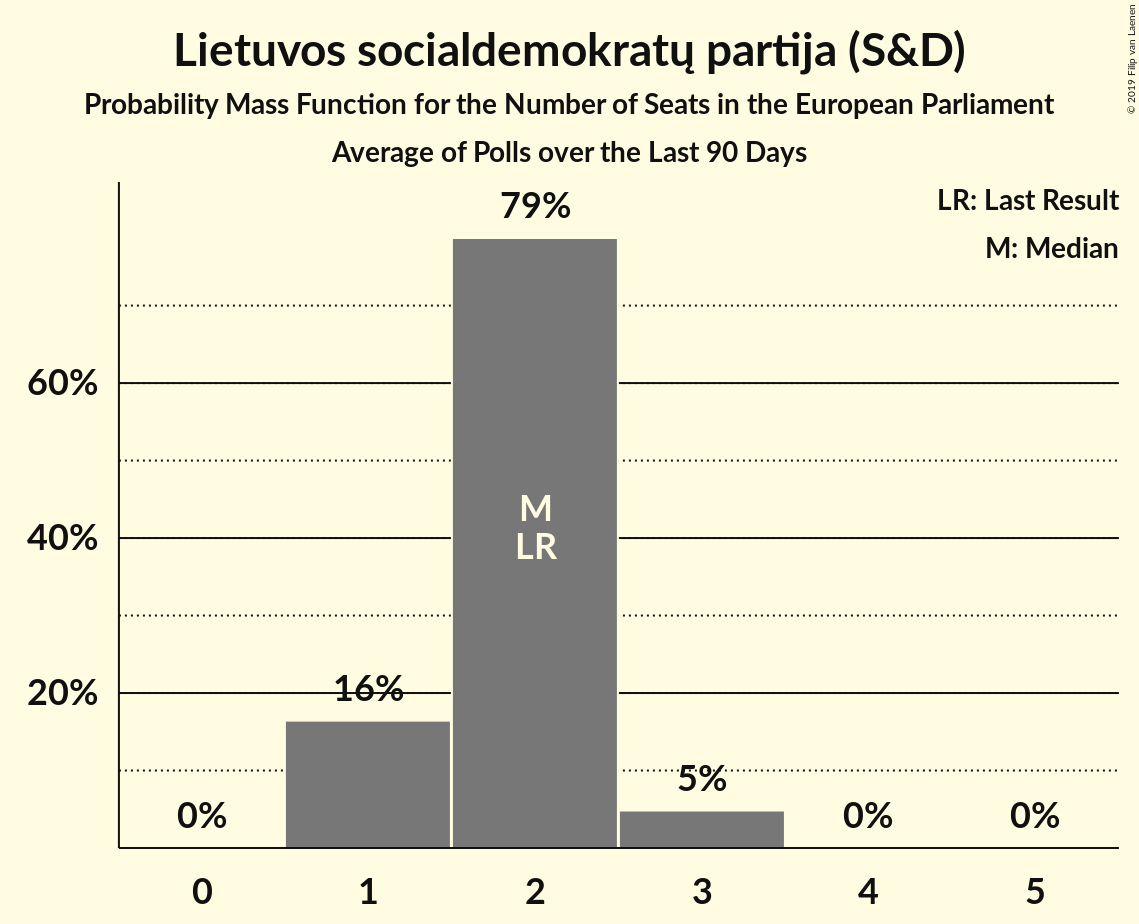 Lietuvos socialdemokratų partija (S&D)
Probability Mass Function for the Number of Seats in the European Parliament
Average of Polls over the Last 90 Days
© 2019 Filip van Laenen
LR: Last Result
M: Median
79%
60%
40%
20%
M
LR
16%
5%
0%
0%
0%
0 1 2 3 4 5